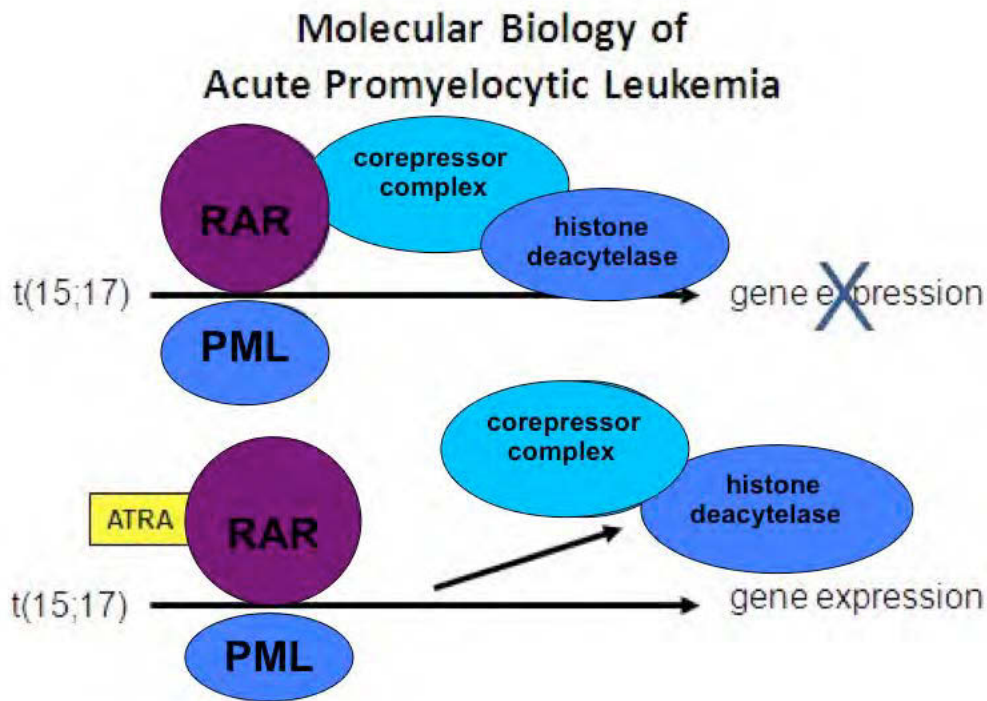 Molecular Biology of
Acute Promyelocytic Leukemia
RAR
corepressor
complex
histone
deacytelase
t(15;17)
gene expression
PML
corepressor
complex
histone
deacytelase
ATRA
RAR
t(15;17)
gene expression
PML